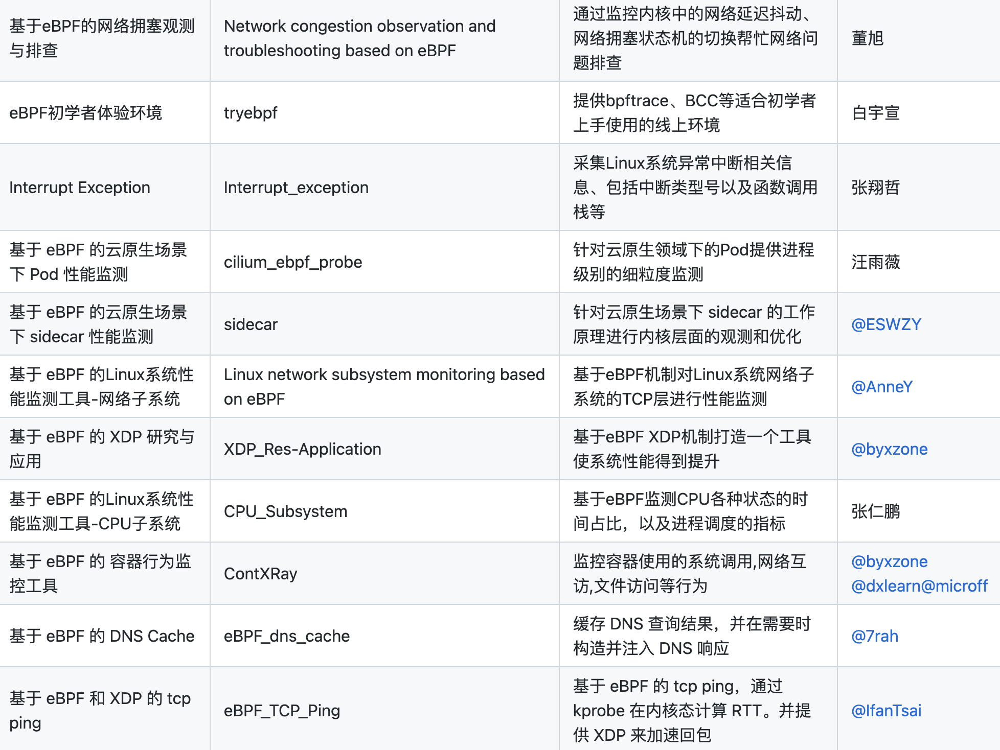 基于eBPF的网络拥塞观测
与排查
Network congestion observation and
troubleshooting based on eBPF
通过监控内核中的网络延迟抖动、
网络拥塞状态机的切换帮忙网络问
题排查
董旭
eBPF初学者体验环境
tryebpf
提供bpftrace、BCC等适合初学者
上手使用的线上环境
白宇宣
Interrupt Exception
Interrupt_exception
采集Linux系统异常中断相关信
息、包括中断类型号以及函数调用
栈等
张翔哲
基于 eBPF 的云原生场景
下 Pod 性能监测
cilium_ebpf_probe
针对云原生领域下的Pod提供进程
级别的细粒度监测
汪雨薇
基于 eBPF 的云原生场景
下 sidecar 性能监测
sidecar
针对云原生场景下 sidecar 的工作
原理进行内核层面的观测和优化
@ESWZY
基于 eBPF 的Linux系统性
能监测工具-网络子系统
Linux network subsystem monitoring based
on eBPF
基于eBPF机制对Linux系统网络子
系统的TCP层进行性能监测
@AnneY
基于 eBPF 的 XDP 研究与
应用
XDP_Res-Application
基于eBPF XDP机制打造一个工具
使系统性能得到提升
@byxzone
基于 eBPF 的Linux系统性
能监测工具-CPU子系统
CPU_Subsystem
基于eBPF监测CPU各种状态的时
间占比，以及进程调度的指标
张仁鹏
基于 eBPF 的 容器行为监
控工具
ContXRay
监控容器使用的系统调用,网络互
访,文件访问等行为
@byxzone
@dxlearn@microff
基于 eBPF 的 DNS Cache
eBPF_dns_cache
缓存 DNS 查询结果，并在需要时
构造并注入 DNS 响应
@7rah
基于 eBPF 和 XDP 的 tcp
ping
eBPF_TCP_Ping
基于 eBPF 的 tcp ping，通过
kprobe 在内核态计算 RTT。并提
供 XDP 来加速回包
@IfanTsai